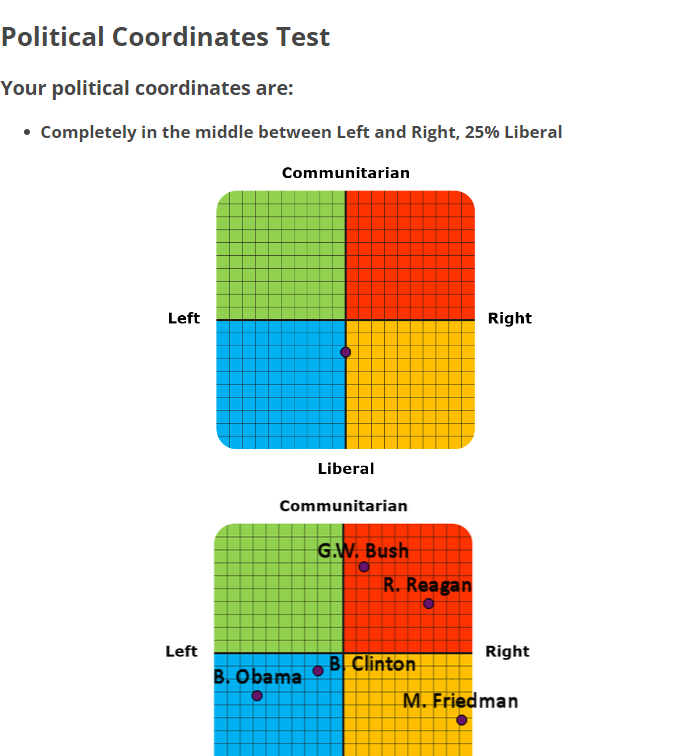 Political Coordinates Test
Your political coordinates are:
• Completely in the middle between Left and Right, 25% Liberal
Communitarian
Left
Right
Liberal
Communitarian
G.W. Bush
R. Reagan
Left
Right
B. Clinton
B. Obama
M. Friedman